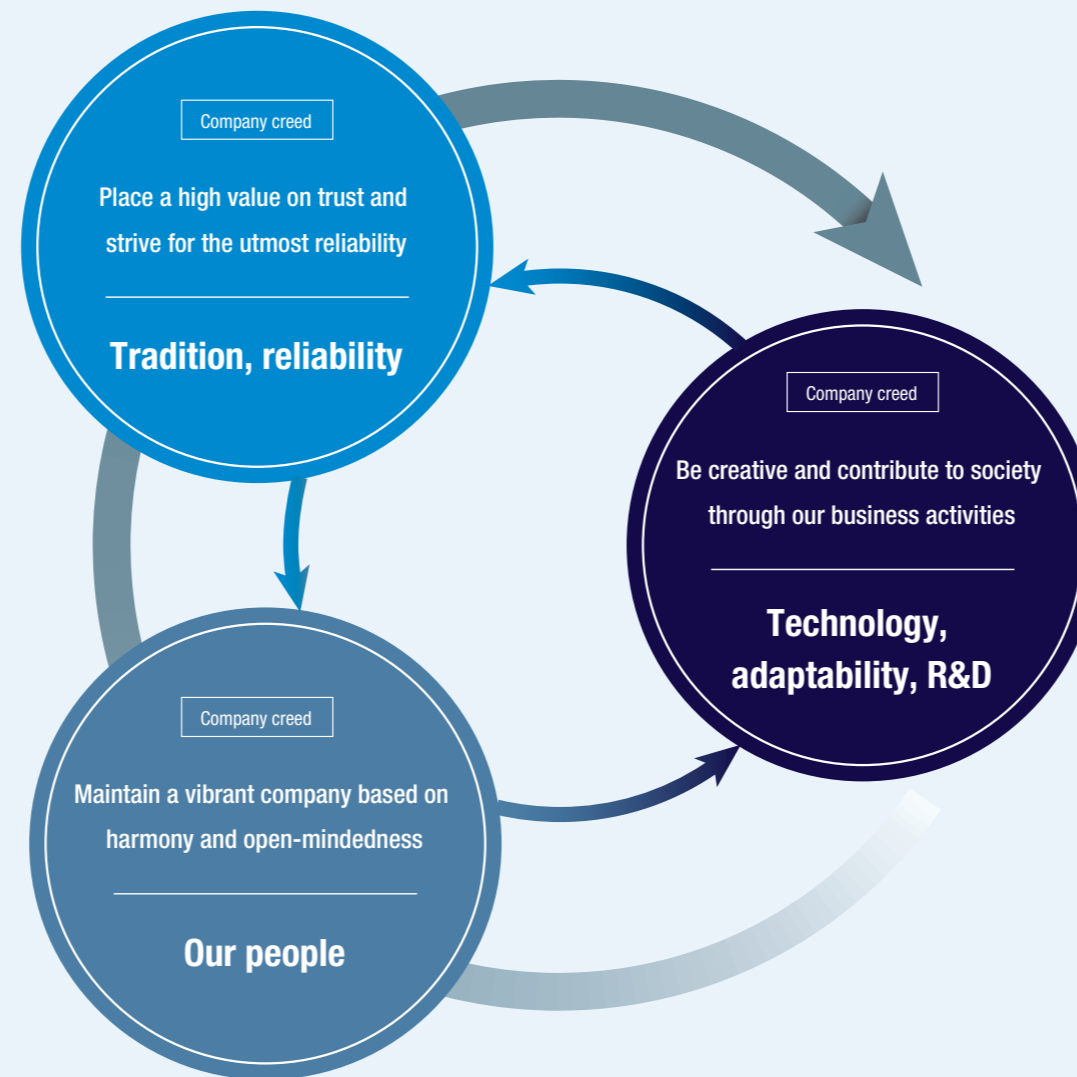 Company creed
Place a high value on trust and
strive for the utmost reliability
Tradition, reliability
Company creed
Be creative and contribute to society
through our business activities
Technology,
adaptability, R&D
Company creed
Maintain a vibrant company based on
harmony and open-mindedness
Our people